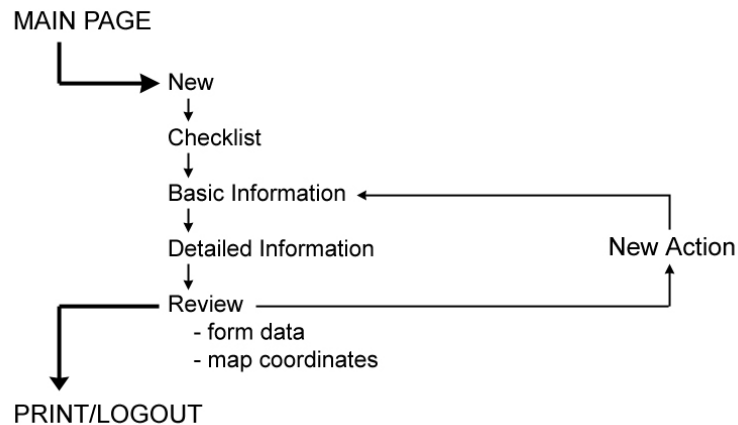 MAIN PAGE
New
Checklist
Basic Information
Detailed Information
New Action
Review
- form data
- map coordinates
PRINT/LOGOUT